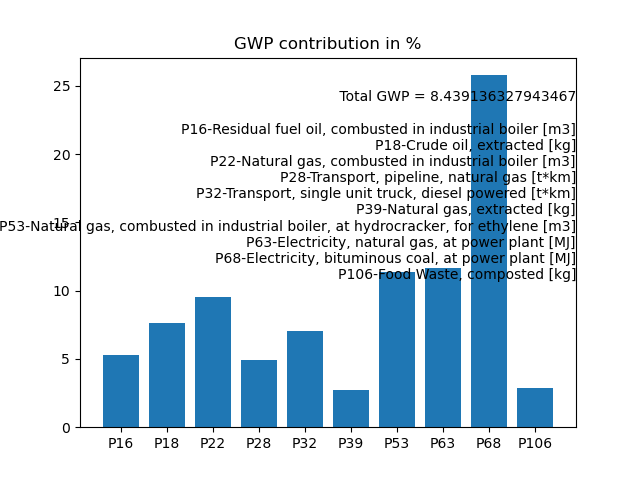 GWP contribution in %
25
Total GWP = 8.439136327943467
P16-Residual fuel oil, combusted in industrial boiler [m3]
P18-Crude oil, extracted [kg]
20
P22-Natural gas, combusted in industrial boiler [m3]
P28-Transport, pipeline, natural gas [t*km]
P32-Transport, single unit truck, diesel powered [t*km]
P39-Natural gas, extracted [kg]
15
P53-Natural gas, combusted in industrial boiler, at hydrocracker, for ethylene [m3]
P63-Electricity, natural gas, at power plant [MJ]
P68-Electricity, bituminous coal, at power plant [MJ]
P106-Food Waste, composted [kg]
10
5
0
P16 P18 P22 P28 P32 P39 P53 P63 P68 P106